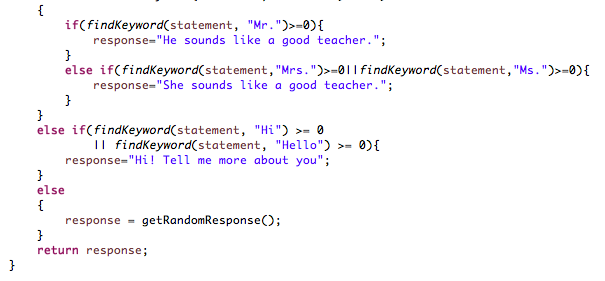 {
if(findKeyword(statement, "Mr.")>=0){
response="He sounds like a good teacher.";
}
else if(findKeyword(statement,"Mrs.")>=0||findKeyword(statement,"Ms.")>=0){
response="She sounds like a good teacher.";
}
}
else if(findKeyword(statement, "Hi") >= 0
|| findKeyword(statement, "Hello") >= 0){
response="Hi! Tell me more about you";
}
else
{
response = getRandomResponse();
}
return response;
}